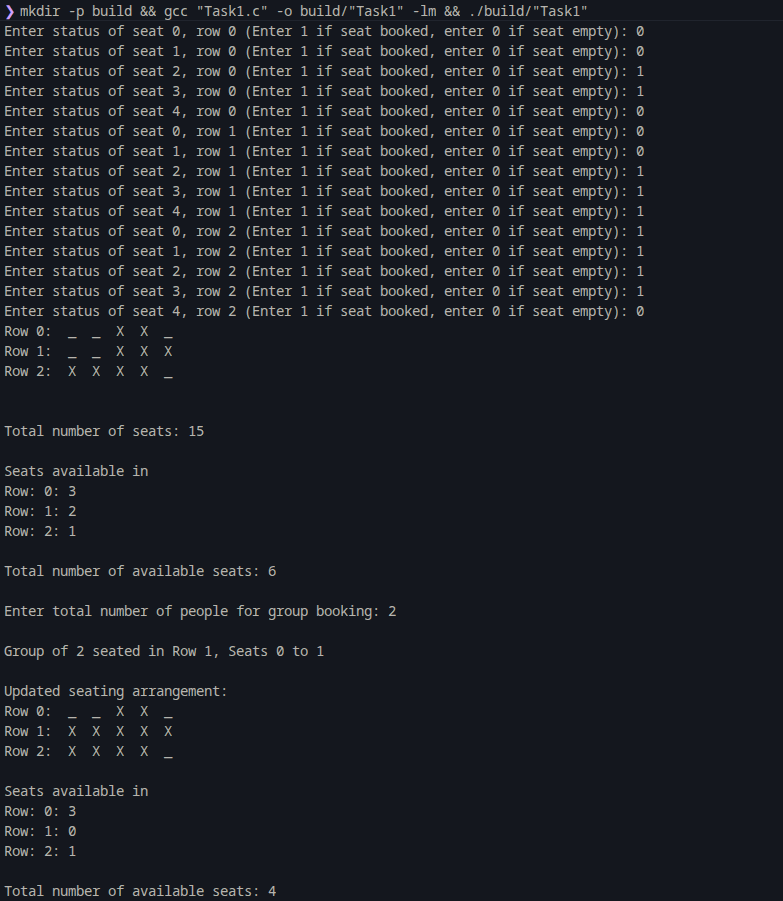 ❯ mkdir -p build && gcc "Task1.c" -o build/"Task1" -lm && ./build/"Task1"
Enter status of seat 0, row 0 (Enter 1 if seat booked, enter 0 if seat empty): 0
Enter status of seat 1, row 0 (Enter 1 if seat booked, enter 0 if seat empty): 0
Enter status of seat 2, row 0 (Enter 1 if seat booked, enter 0 if seat empty): 1
Enter status of seat 3, row 0 (Enter 1 if seat booked, enter 0 if seat empty): 1
Enter status of seat 4, row 0 (Enter 1 if seat booked, enter 0 if seat empty): 0
Enter status of seat 0, row 1 (Enter 1 if seat booked, enter 0 if seat empty): 0
Enter status of seat 1, row 1 (Enter 1 if seat booked, enter 0 if seat empty): 0
Enter status of seat 2, row 1 (Enter 1 if seat booked, enter 0 if seat empty): 1
Enter status of seat 3, row 1 (Enter 1 if seat booked, enter 0 if seat empty): 1
Enter status of seat 4, row 1 (Enter 1 if seat booked, enter 0 if seat empty): 1
Enter status of seat 0, row 2 (Enter 1 if seat booked, enter 0 if seat empty): 1
Enter status of seat 1, row 2 (Enter 1 if seat booked, enter 0 if seat empty): 1
Enter status of seat 2, row 2 (Enter 1 if seat booked, enter 0 if seat empty): 1
Enter status of seat 3, row 2 (Enter 1 if seat booked, enter 0 if seat empty): 1
Enter status of seat 4, row 2 (Enter 1 if seat booked, enter 0 if seat empty): 0
Row 0:  _  _  X  X  _
Row 1:  _  _  X  X  X
Row 2:  X  X  X  X  _
Total number of seats: 15
Seats available in
Row: 0: 3
Row: 1: 2
Row: 2: 1
Total number of available seats: 6
Enter total number of people for group booking: 2
Group of 2 seated in Row 1, Seats 0 to 1
Updated seating arrangement:
Row 0:  _  _  X  X  _
Row 1:  X  X  X  X  X
Row 2:  X  X  X  X  _
Seats available in
Row: 0: 3
Row: 1: 0
Row: 2: 1
Total number of available seats: 4